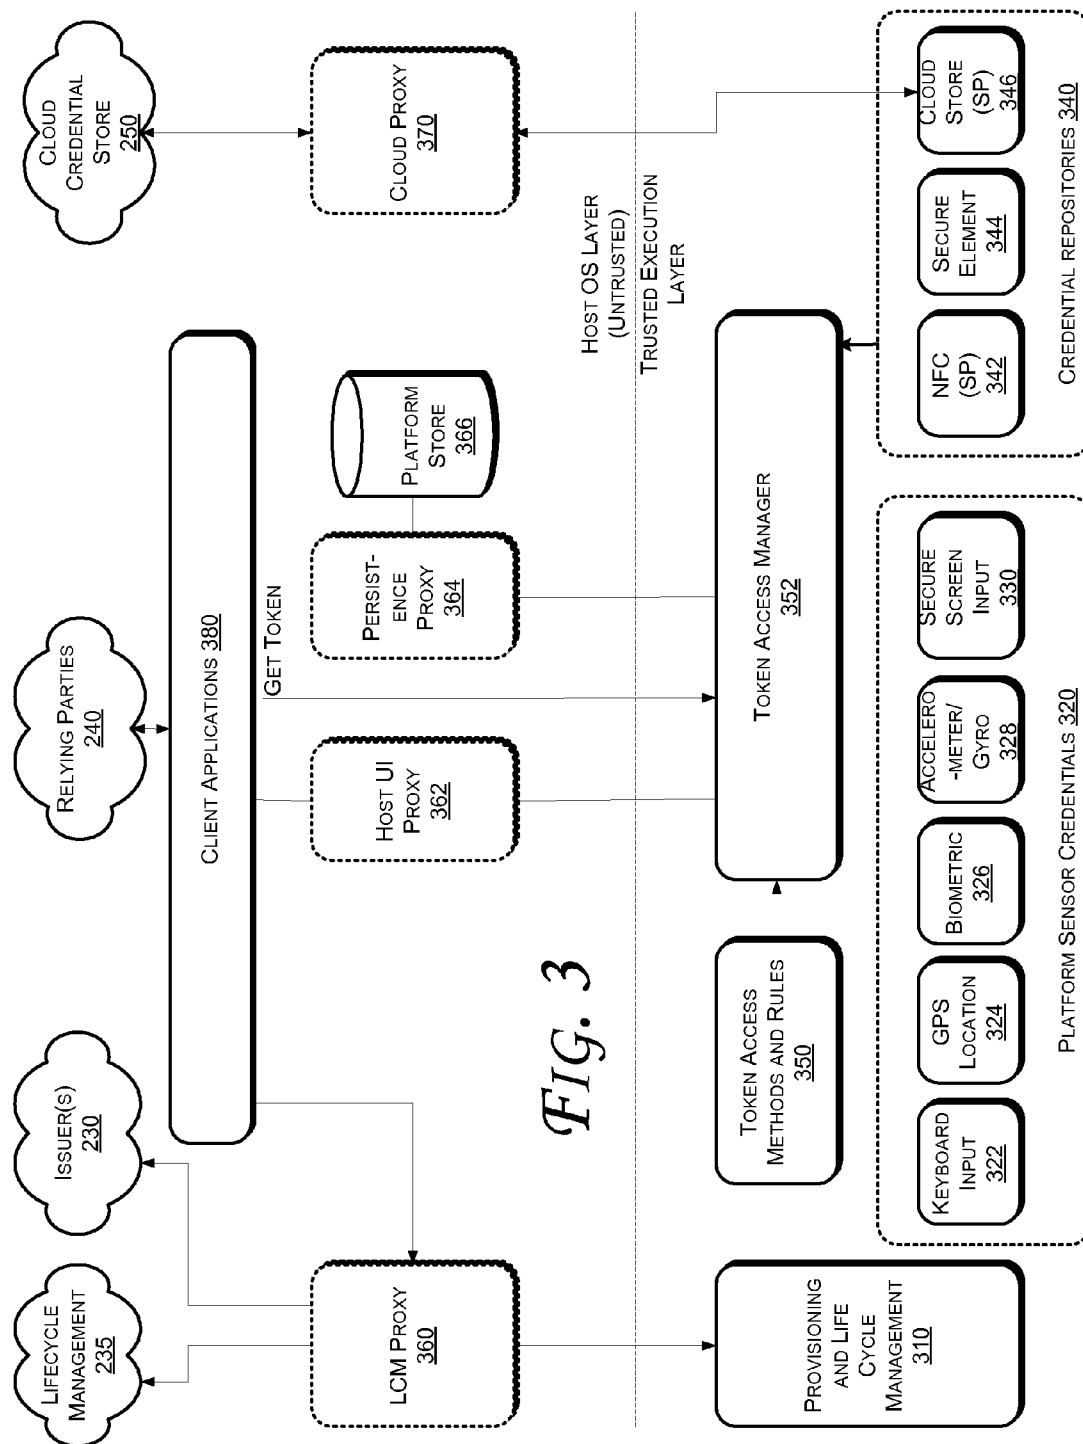 LIFECYCLE
MANAGEMENT
235
ISSUER(S)
230
RELYING PARTIES
240
CLOUD
CREDENTIAL
STORE
250
CLIENT APPLICATIONS 380
GET TOKEN
LCM PROXY
360
HOST UI
PROXY
362
PERSIST-
ENCE
PROXY
364
PLATFORM
STORE
366
CLOUD PROXY
370
FIG. 3
HOST OS LAYER
(UNTRUSTED)
TRUSTED EXECUTION
LAYER
PROVISIONING
AND LIFE
CYCLE
MANAGEMENT
310
TOKEN ACCESS
METHODS AND RULES
350
TOKEN ACCESS MANAGER
352
KEYBOARD
INPUT
322
GPS
LOCATION
324
BIOMETRIC
326
ACCELERO
-METER/
GYRO
328
SECURE
SCREEN
INPUT
330
PLATFORM SENSOR CREDENTIALS 320
NFC
(SP)
342
SECURE
ELEMENT
344
CLOUD
STORE
(SP)
346
CREDENTIAL REPOSITORIES 340